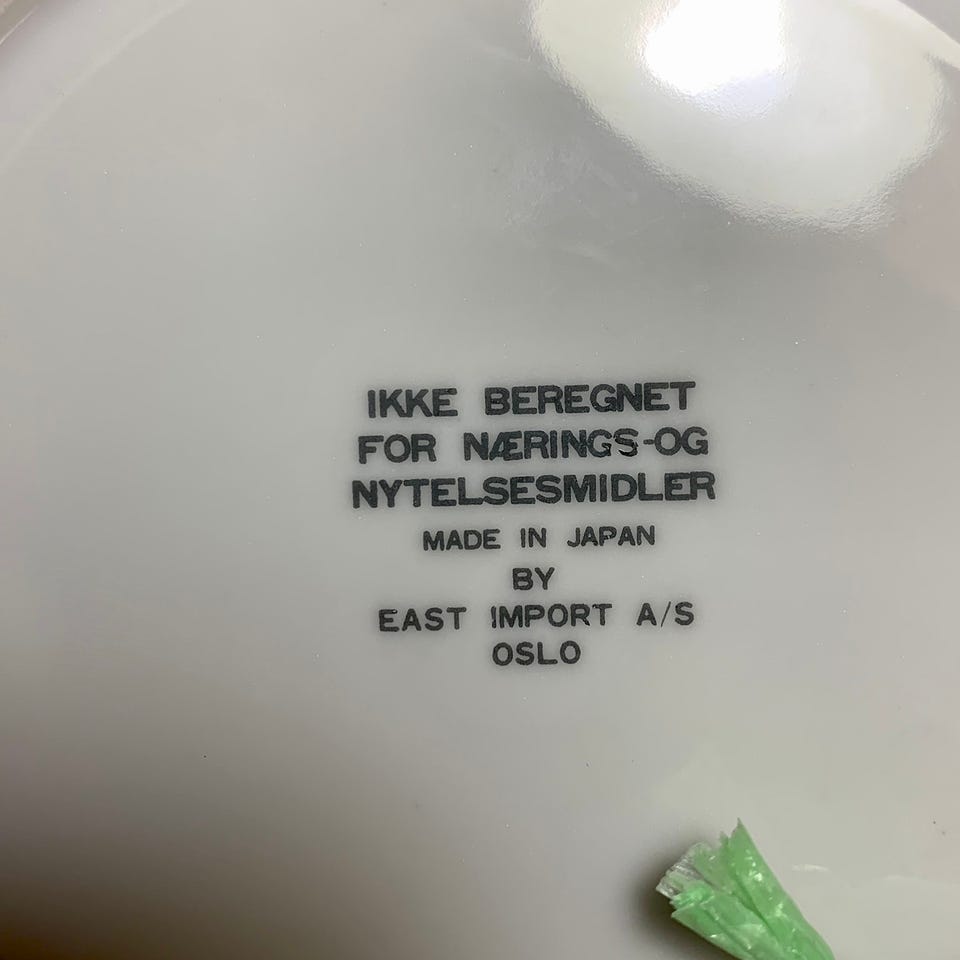 IKKE BEREGNET
FOR NÆRINGS-OG
NYTELSESMIDLER
MADE IN JAPAN
BY
EAST IMPORT A/S
OSLO